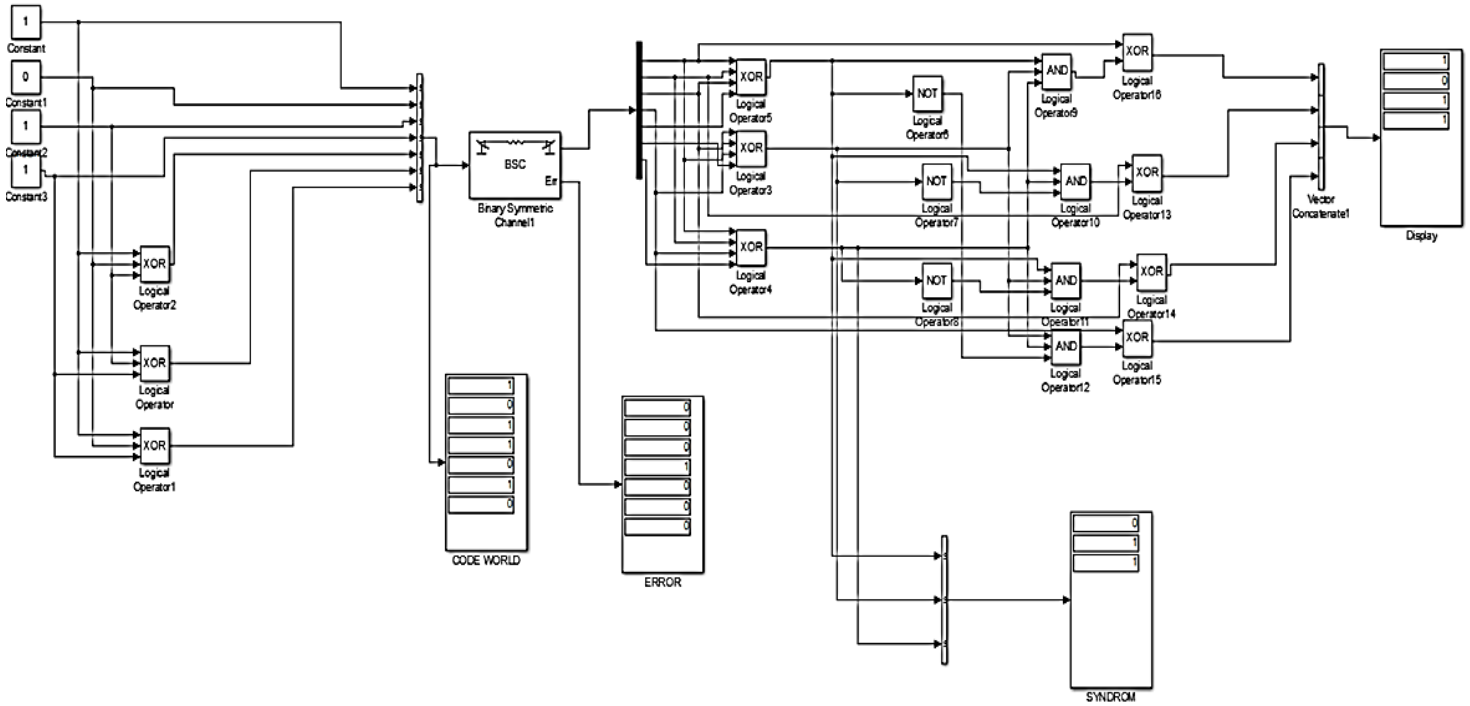 1
Constant
0
Constant1
1
Constant2
1
Constant3
XOR
Logical
Operator2
XOR
Logical
Operator
XOR
Logical
Operator1
BSC
Err
Binary Symmetric
Channel1
1
0
1
1
0
1
0
CODE WORLD
0
0
0
1
0
0
0
ERROR
XOR
Logical
Operator5
XOR
Logical
Operator3
XOR
Logical
Operator4
NOT
Logical
Operator6
NOT
Logical
Operator7
NOT
Logical
Operator8
AND
Logical
Operator9
AND
Logical
Operator10
AND
Logical
Operator11
AND
Logical
Operator12
XOR
Logical
Operator16
XOR
Logical
Operator13
XOR
Logical
Operator14
XOR
Logical
Operator15
Vector
Concatenate1
1
0
1
1
Display
0
1
1
SYNDROM